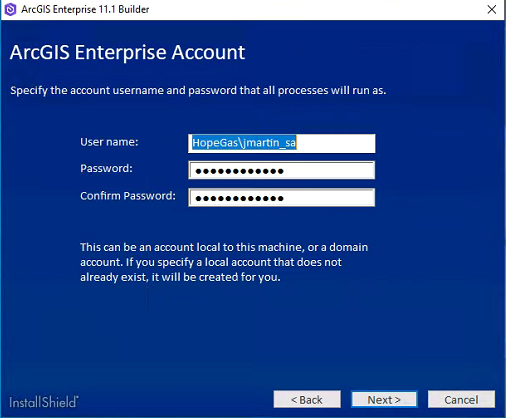 ArcGIS Enterprise 11.1 Builder
ArcGIS Enterprise Account
Specify the account username and password that all processes will run as.
User name: HopeGas\jmartin_sa
Password: ●●●●●●●●●●●●
Confirm Password: ●●●●●●●●●●●●
This can be an account local to this machine, or a domain
account. If you specify a local account that does not
already exist, it will be created for you.
InstallShield
< Back Next > Cancel